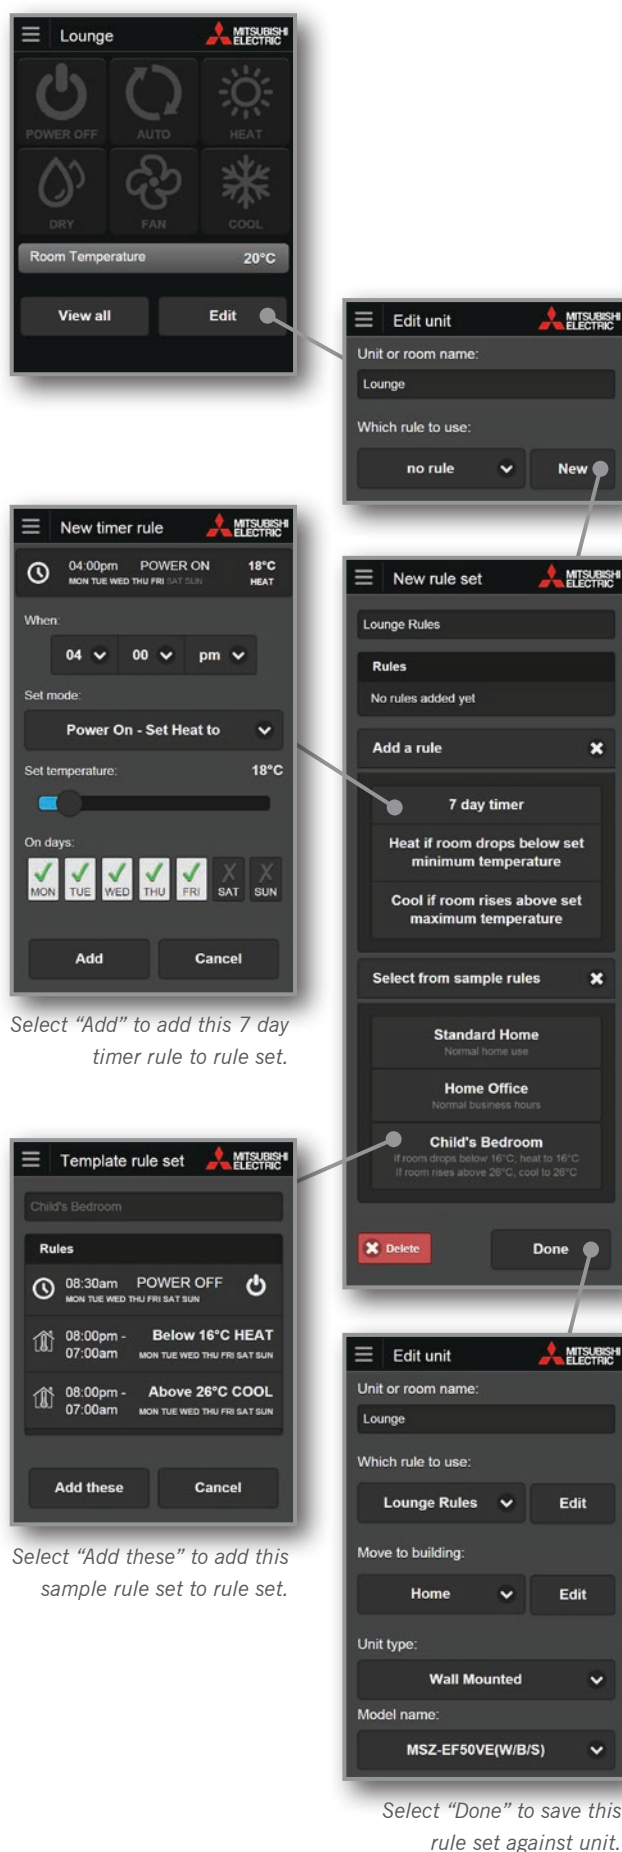 Lounge
MITSUBISHI
ELECTRIC
POWER OFF
AUTO
HEAT
DRY
FAN
COOL
Room Temperature 20°C
View all
Edit
Edit unit
MITSUBISHI
ELECTRIC
Unit or room name:
Lounge
Which rule to use:
no rule
New
New timer rule
MITSUBISHI
ELECTRIC
04:00pm POWER ON 18°C
MON TUE WED THU FRI SAT SUN HEAT
When:
04 00 pm
Set mode:
Power On - Set Heat to
Set temperature: 18°C
On days:
MON TUE WED THU FRI SAT SUN
Add
Cancel
Select “Add” to add this 7 day
timer rule to rule set.
New rule set
MITSUBISHI
ELECTRIC
Lounge Rules
Rules
No rules added yet
Add a rule
7 day timer
Heat if room drops below set
minimum temperature
Cool if room rises above set
maximum temperature
Select from sample rules
Standard Home
Normal home use
Home Office
Normal business hours
Child's Bedroom
If room drops below 16°C, heat to 16°C
If room rises above 26°C, cool to 26°C
Delete
Done
Template rule set
MITSUBISHI
ELECTRIC
Child's Bedroom
Rules
08:30am POWER OFF
MON TUE WED THU FRI SAT SUN
08:00pm - Below 16°C HEAT
07:00am MON TUE WED THU FRI SAT SUN
08:00pm - Above 26°C COOL
07:00am MON TUE WED THU FRI SAT SUN
Add these
Cancel
Select “Add these” to add this
sample rule set to rule set.
Edit unit
MITSUBISHI
ELECTRIC
Unit or room name:
Lounge
Which rule to use:
Lounge Rules
Edit
Move to building:
Home
Edit
Unit type:
Wall Mounted
Model name:
MSZ-EF50VE(W/B/S)
Select “Done” to save this
rule set against unit.